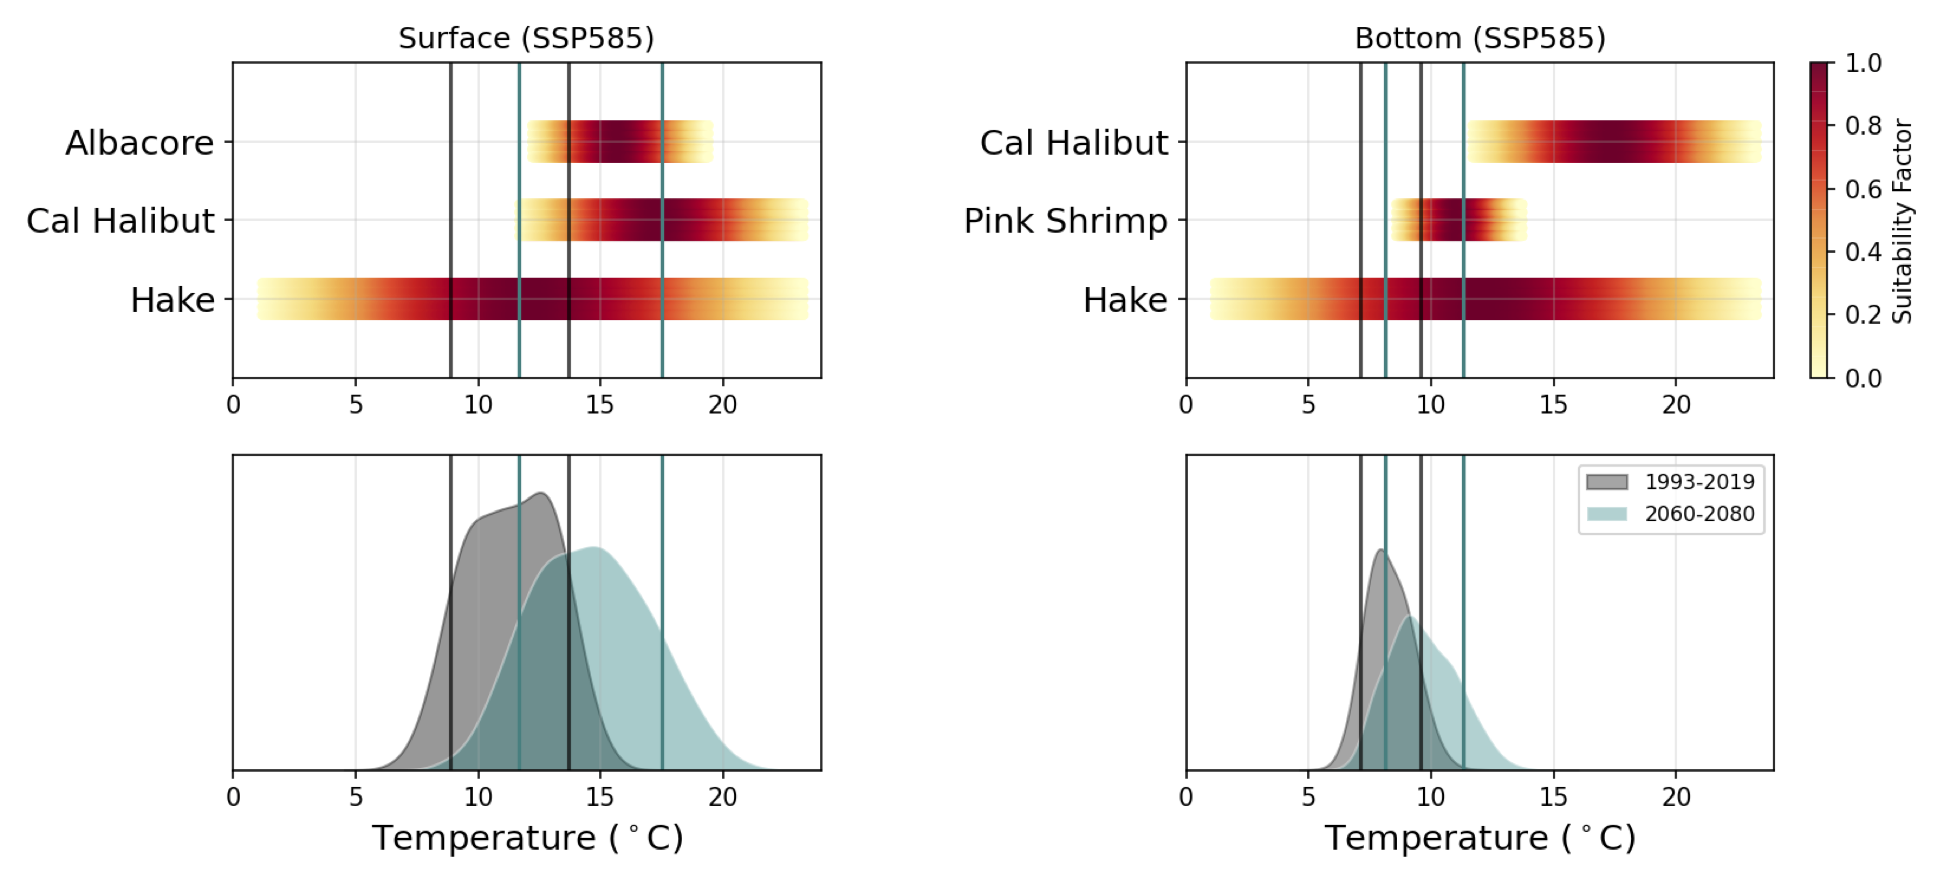 Surface (SSP585)
Albacore
Cal Halibut
Hake
0 5 10 15 20
Bottom (SSP585)
Cal Halibut
Pink Shrimp
Hake
0 5 10 15 20
1.0
0.8
0.6
0.4
0.2
0.0
Suitability Factor
0 5 10 15 20
Temperature (°C)
1993-2019
2060-2080
0 5 10 15 20
Temperature (°C)